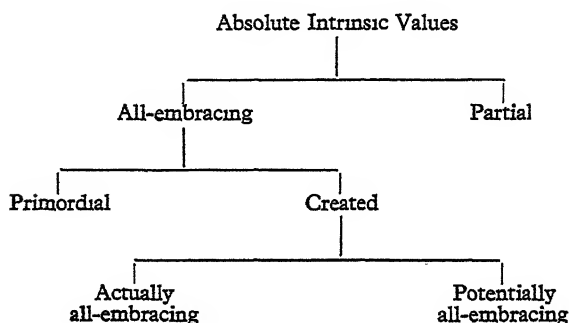 Absolute Intrinsic Values
All-embracing Partial
Primordial Created
Actually Potentially
all-embracing all-embracing